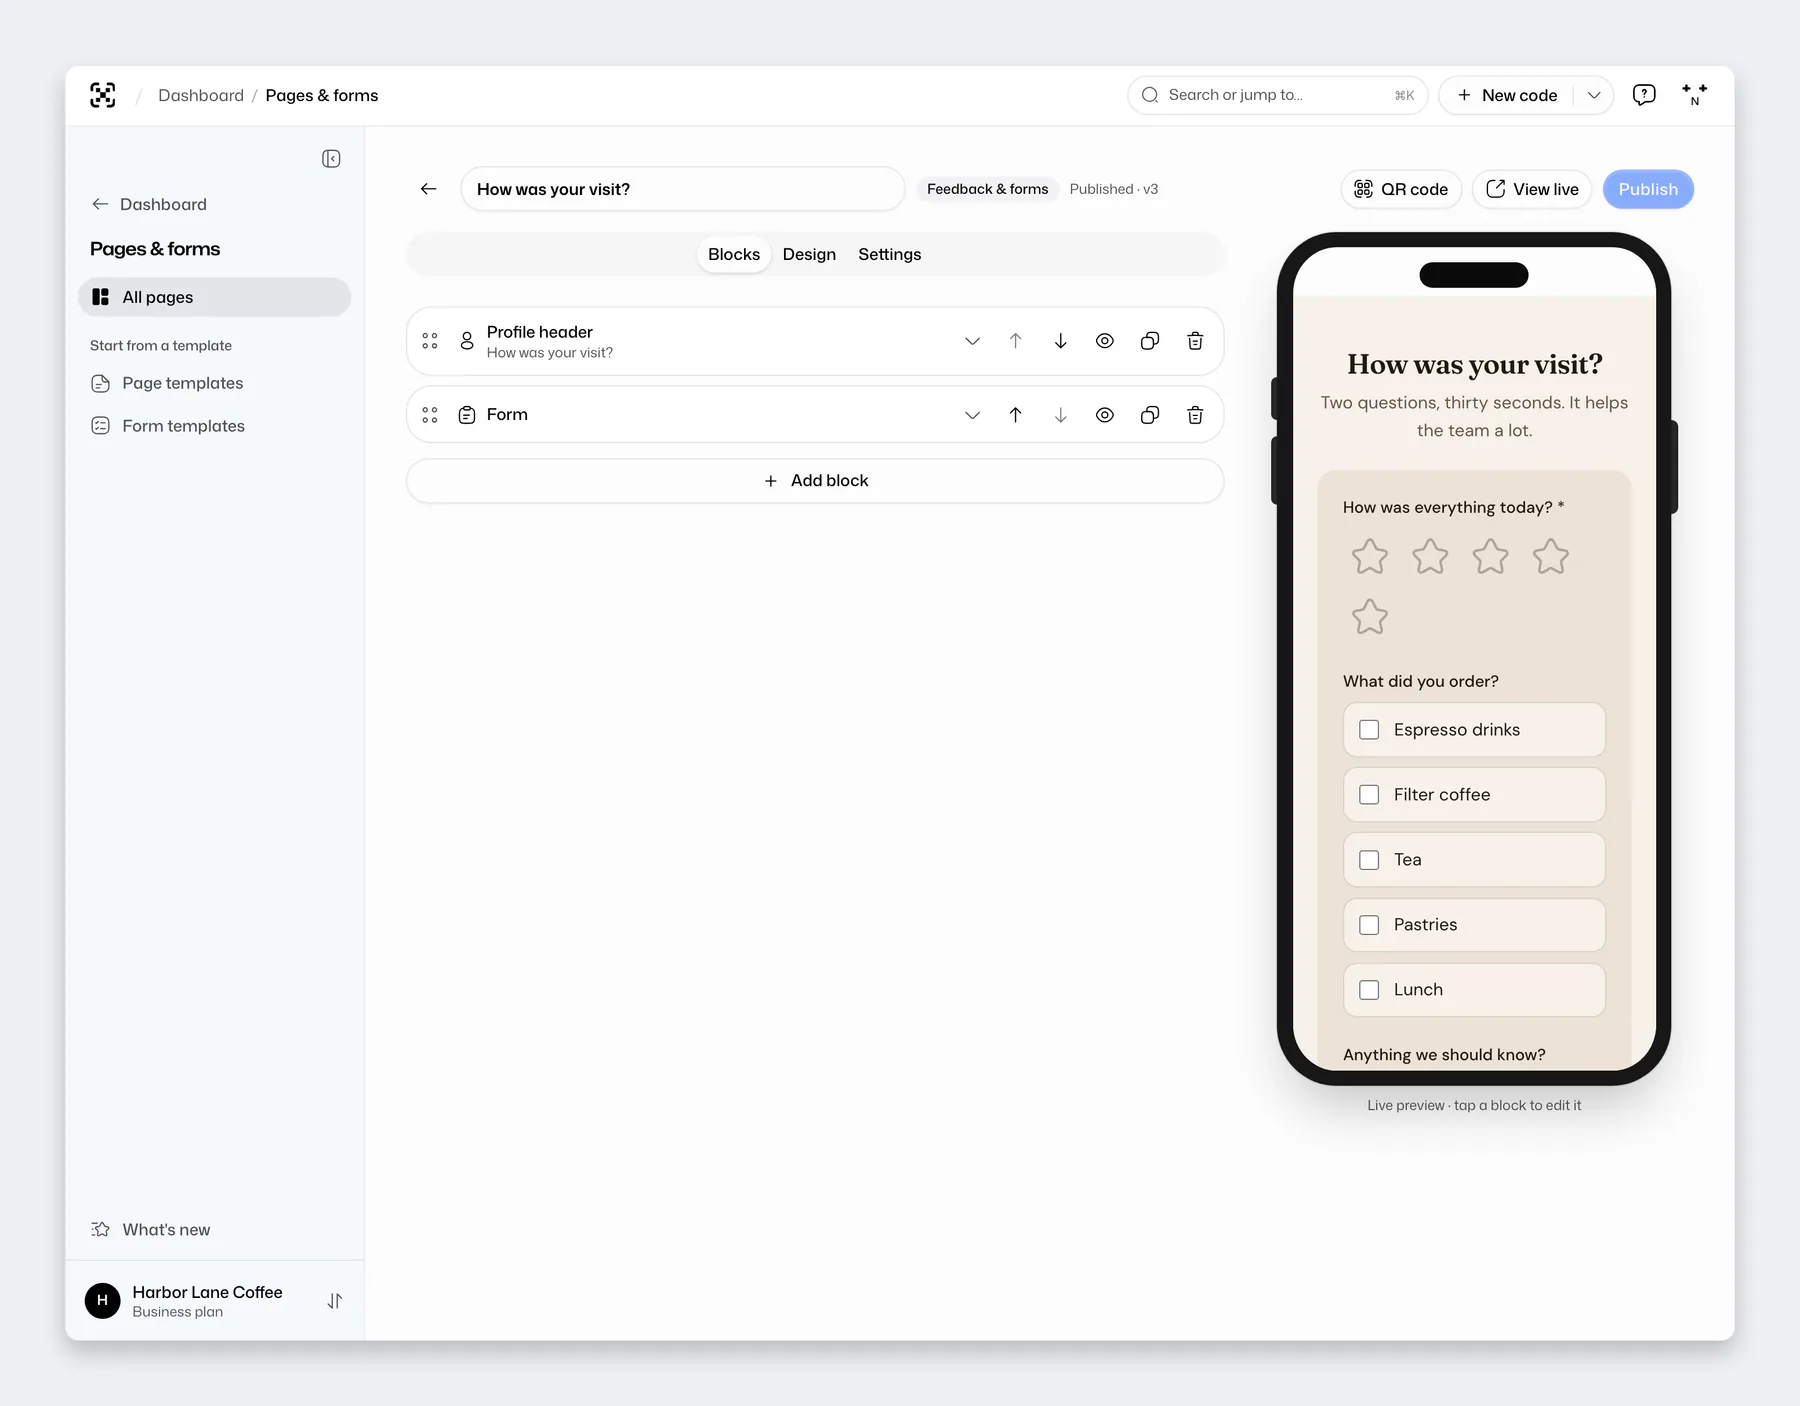 Dashboard / Pages & forms
Search or jump to... ⌘K
+ New code
N
Dashboard
Pages & forms
All pages
Start from a template
Page templates
Form templates
What's new
H
Harbor Lane Coffee
Business plan
How was your visit?
Feedback & forms
Published · v3
QR code
View live
Publish
Blocks
Design
Settings
Profile header
How was your visit?
Form
+ Add block
How was your visit?
Two questions, thirty seconds. It helps
the team a lot.
How was everything today? *
What did you order?
Espresso drinks
Filter coffee
Tea
Pastries
Lunch
Anything we should know?
Live preview · tap a block to edit it